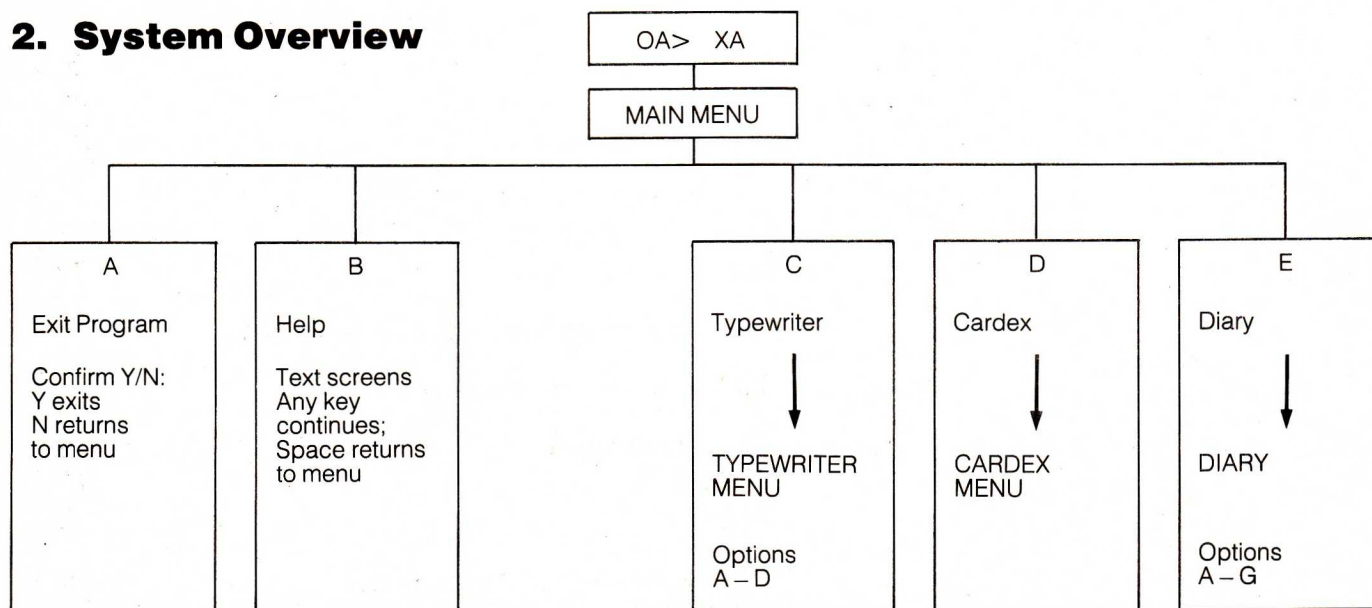 2. System Overview
OA> XA
MAIN MENU
A
Exit Program
Confirm Y/N:
Y exits
N returns
to menu
B
Help
Text screens
Any key
continues;
Space returns
to menu
C
Typewriter
TYPEWRITER
MENU
Options
A – D
D
Cardex
CARDEX
MENU
E
Diary
DIARY
Options
A – G